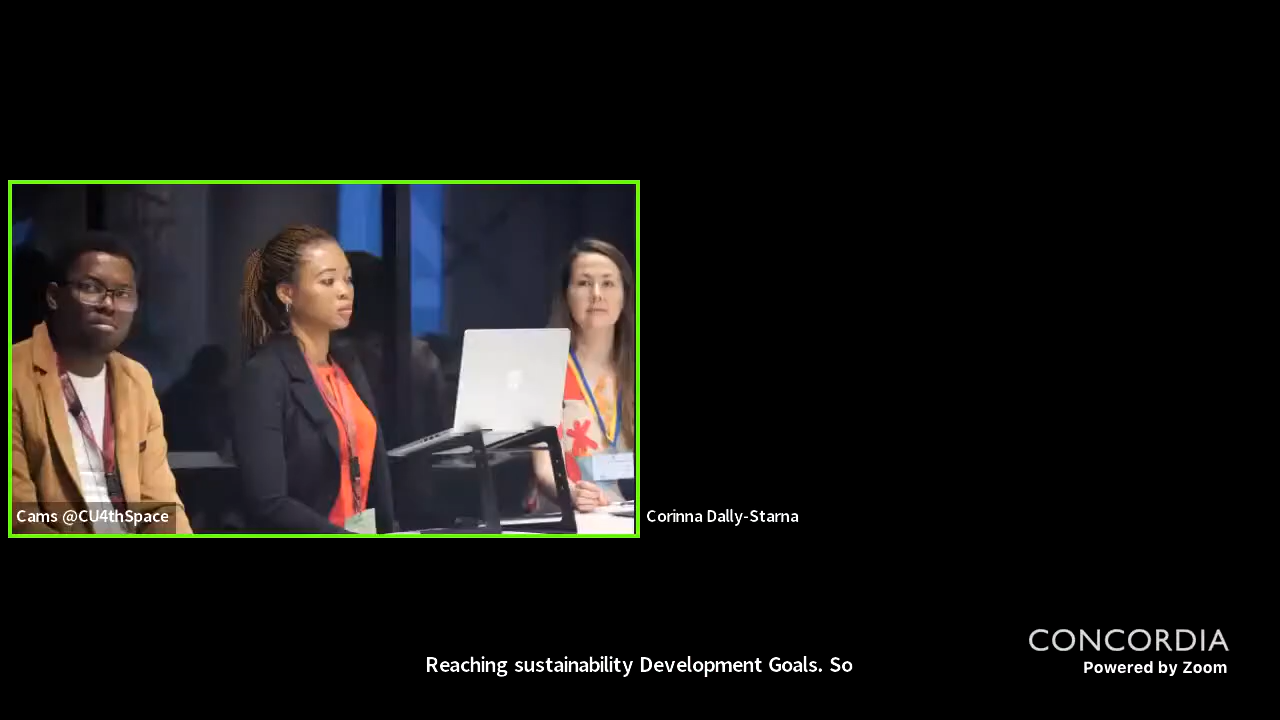 Cams @CU4thSpace
Corinna Dally-Starna
CONCORDIA
Powered by Zoom
Reaching sustainability Development Goals. So